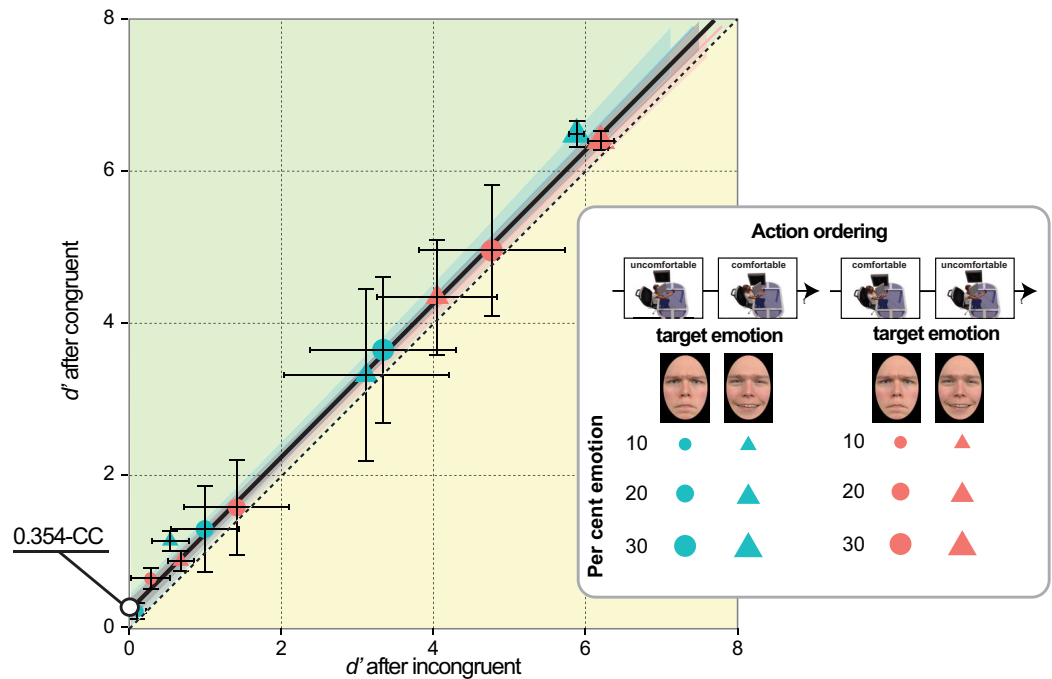 8
6
4
2
0
d' after congruent
0.354-CC
0
2
4
6
8
d' after incongruent
Action ordering
uncomfortable
comfortable
comfortable
uncomfortable
target emotion
target emotion
Per cent emotion
10
10
20
20
30
30